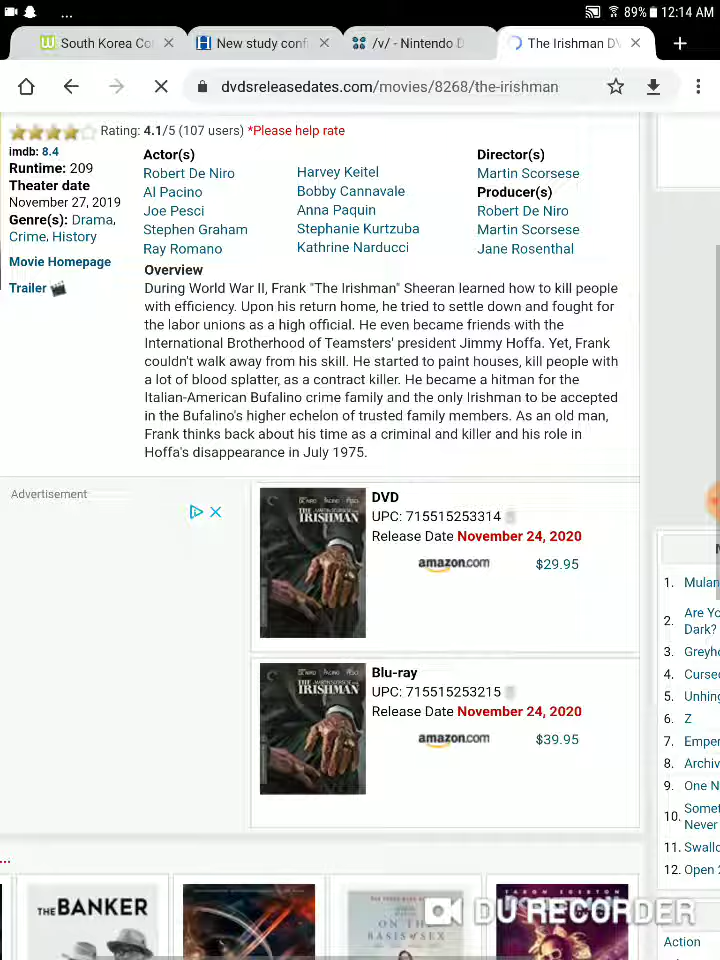 ... 89% 12:14 AM
South Korea Co
New study confi
/v/ - Nintendo D
The Irishman DV
dvdsreleasedates.com/movies/8268/the-irishman
Rating: 4.1/5 (107 users) *Please help rate
imdb: 8.4
Runtime: 209
Theater date
November 27, 2019
Genre(s): Drama,
Crime, History
Movie Homepage
Trailer
Actor(s)
Robert De Niro
Al Pacino
Joe Pesci
Stephen Graham
Ray Romano
Harvey Keitel
Bobby Cannavale
Anna Paquin
Stephanie Kurtzuba
Kathrine Narducci
Director(s)
Martin Scorsese
Producer(s)
Robert De Niro
Martin Scorsese
Jane Rosenthal
Overview
During World War II, Frank "The Irishman" Sheeran learned how to kill people
with efficiency. Upon his return home, he tried to settle down and fought for
the labor unions as a high official. He even became friends with the
International Brotherhood of Teamsters' president Jimmy Hoffa. Yet, Frank
couldn't walk away from his skill. He started to paint houses, kill people with
a lot of blood splatter, as a contract killer. He became a hitman for the
Italian-American Bufalino crime family and the only Irishman to be accepted
in the Bufalino's higher echelon of trusted family members. As an old man,
Frank thinks back about his time as a criminal and killer and his role in
Hoffa's disappearance in July 1975.
Advertisement
THE IRISHMAN
DVD
UPC: 715515253314
Release Date November 24, 2020
amazon.com $29.95
THE IRISHMAN
Blu-ray
UPC: 715515253215
Release Date November 24, 2020
amazon.com $39.95
1. Mulan
2. Are Yo
Dark?
3. Greyho
4. Curse
5. Unhing
6. Z
7. Emper
8. Archiv
9. One N
10. Somet
Never
11. Swallo
12. Open 2
Action
...
THE BANKER
ON THE
BASIS of SEX
TARON EGERTON
DU RECORDER